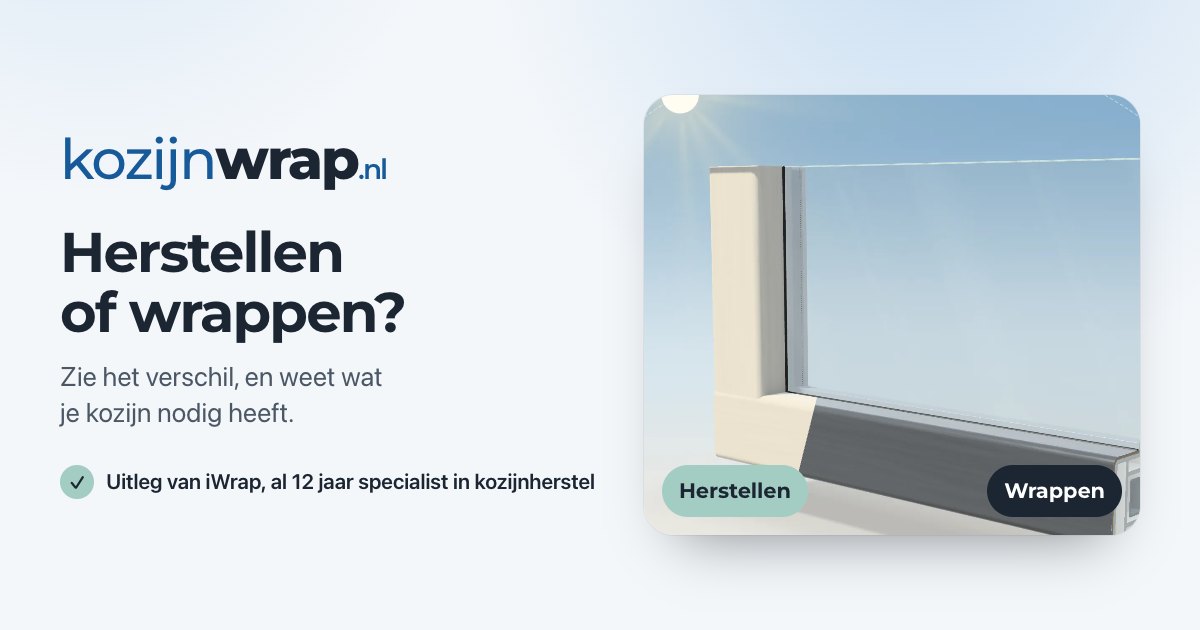 kozijnwrap.nl
Herstellen
of wrappen?
Zie het verschil, en weet wat
je kozijn nodig heeft.
Uitleg van iWrap, al 12 jaar specialist in kozijnherstel
Herstellen
Wrappen